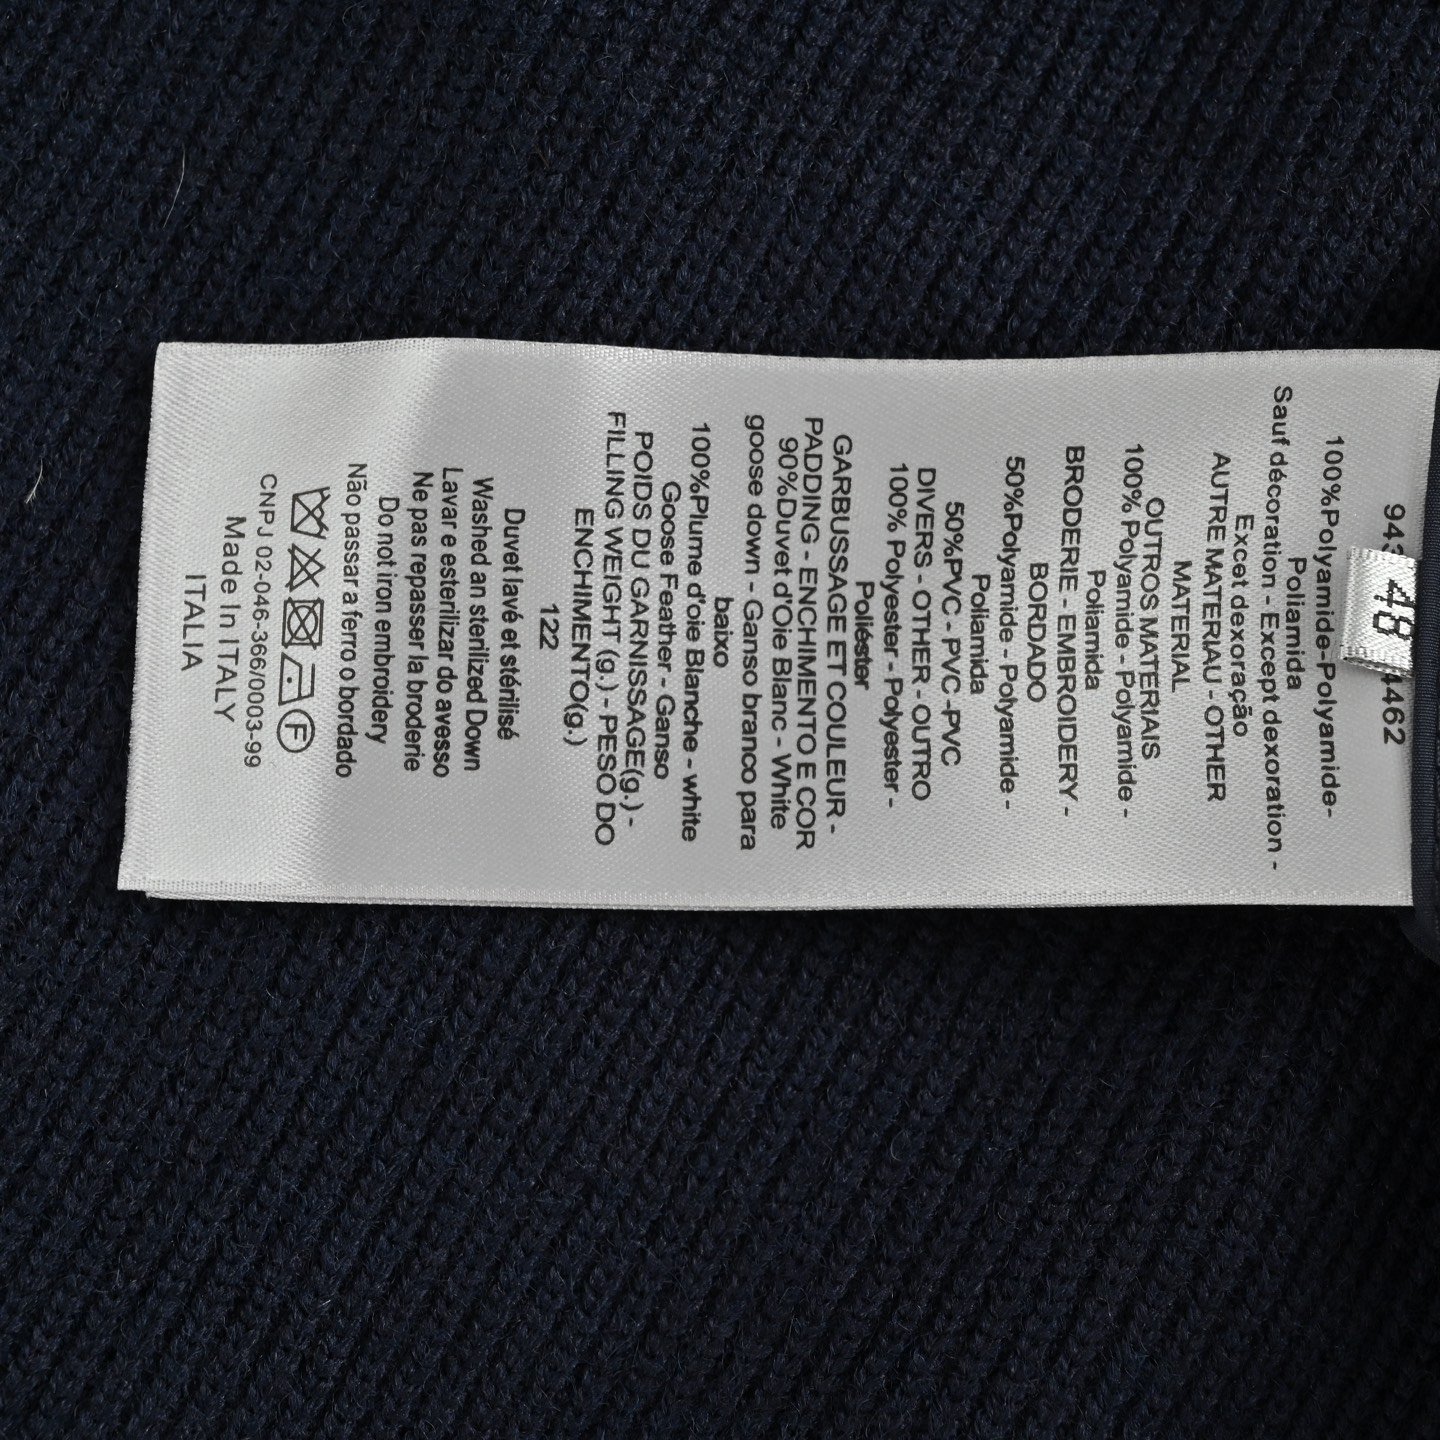 48
4462
100%Polyamide-Polyamide-
Poliamida
Sauf décoration - Except dexoration -
Excet dexoração
AUTRE MATERIAU - OTHER
MATERIAL
OUTROS MATERIAIS
100% Polyamide - Polyamide -
Poliamida
BRODERIE - EMBROIDERY -
BORDADO
50%Polyamide - Polyamide -
Poliamida
50%PVC - PVC -PVC
DIVERS - OTHER - OUTRO
100% Polyester - Polyester -
Poliéster
GARBUSSAGE ET COULEUR -
PADDING - ENCHIMENTO E COR
90%Duvet d'Oie Blanc - White
goose down - Ganso branco para
baixo
100%Plume d'oie Blanche - white
Goose Feather - Ganso
POIDS DU GARNISSAGE(g.) -
FILLING WEIGHT (g.) - PESO DO
ENCHIMENTO(g.)
122
Duvet lavé et stérilisé
Washed an sterilized Down
Lavar e esterilizar do avesso
Ne pas repasser la broderie
Do not iron embroidery
Não passar a ferro o bordado
F
CNPJ 02-046-366/0003-99
Made In ITALY
ITALIA